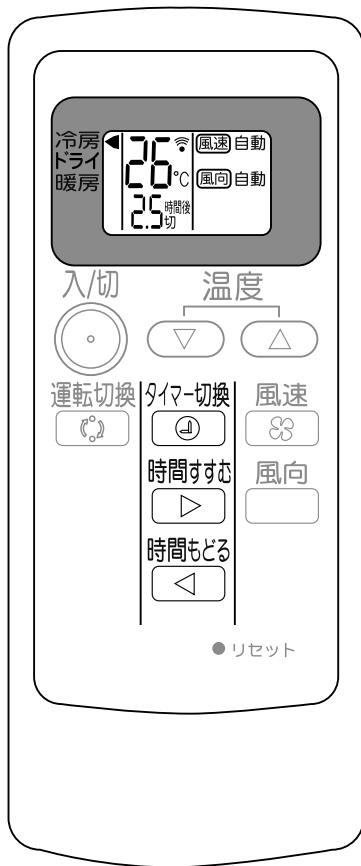 冷房
ドライ
暖房
26℃
風速 自動
風向 自動
2.5 時間後
切
入/切
温度
運転切換
タイマー切換
風速
時間すすむ
風向
時間もどる
リセット